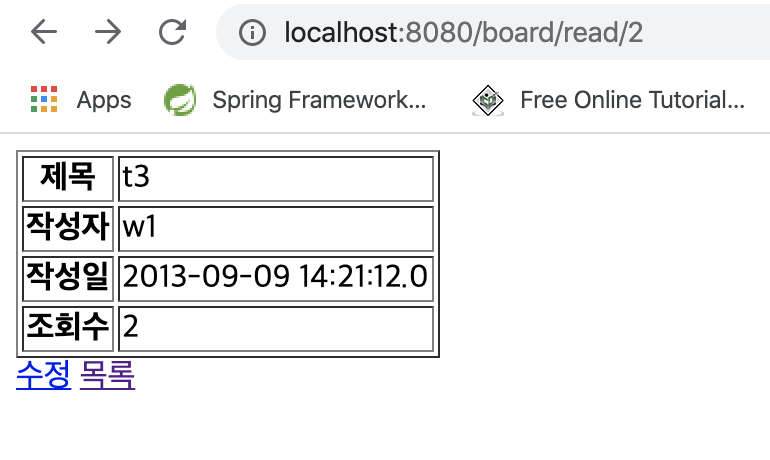 localhost:8080/board/read/2
Apps Spring Framework... Free Online Tutorial...
제목 t3
작성자 w1
작성일 2013-09-09 14:21:12.0
조회수 2
수정 목록